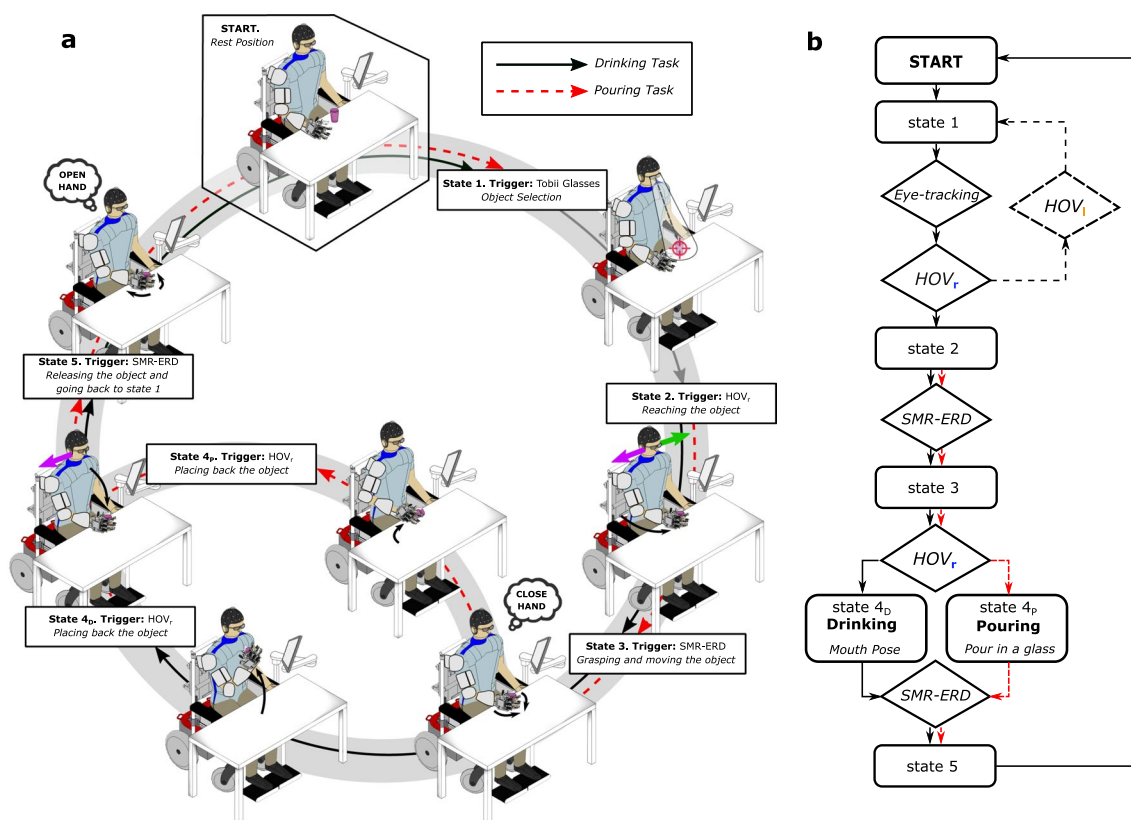 a
START.
Rest Position
Drinking Task
Pouring Task
OPEN
HAND
State 1. Trigger: Tobii Glasses
Object Selection
State 5. Trigger: SMR-ERD
Releasing the object and
going back to state 1
State 2. Trigger: HOVr
Reaching the object
State 4P. Trigger: HOVr
Placing back the object
CLOSE
HAND
State 4D. Trigger: HOVr
Placing back the object
State 3. Trigger: SMR-ERD
Grasping and moving the object
b
START
state 1
Eye-tracking
HOVl
HOVr
state 2
SMR-ERD
state 3
HOVr
state 4D
Drinking
Mouth Pose
state 4P
Pouring
Pour in a glass
SMR-ERD
state 5